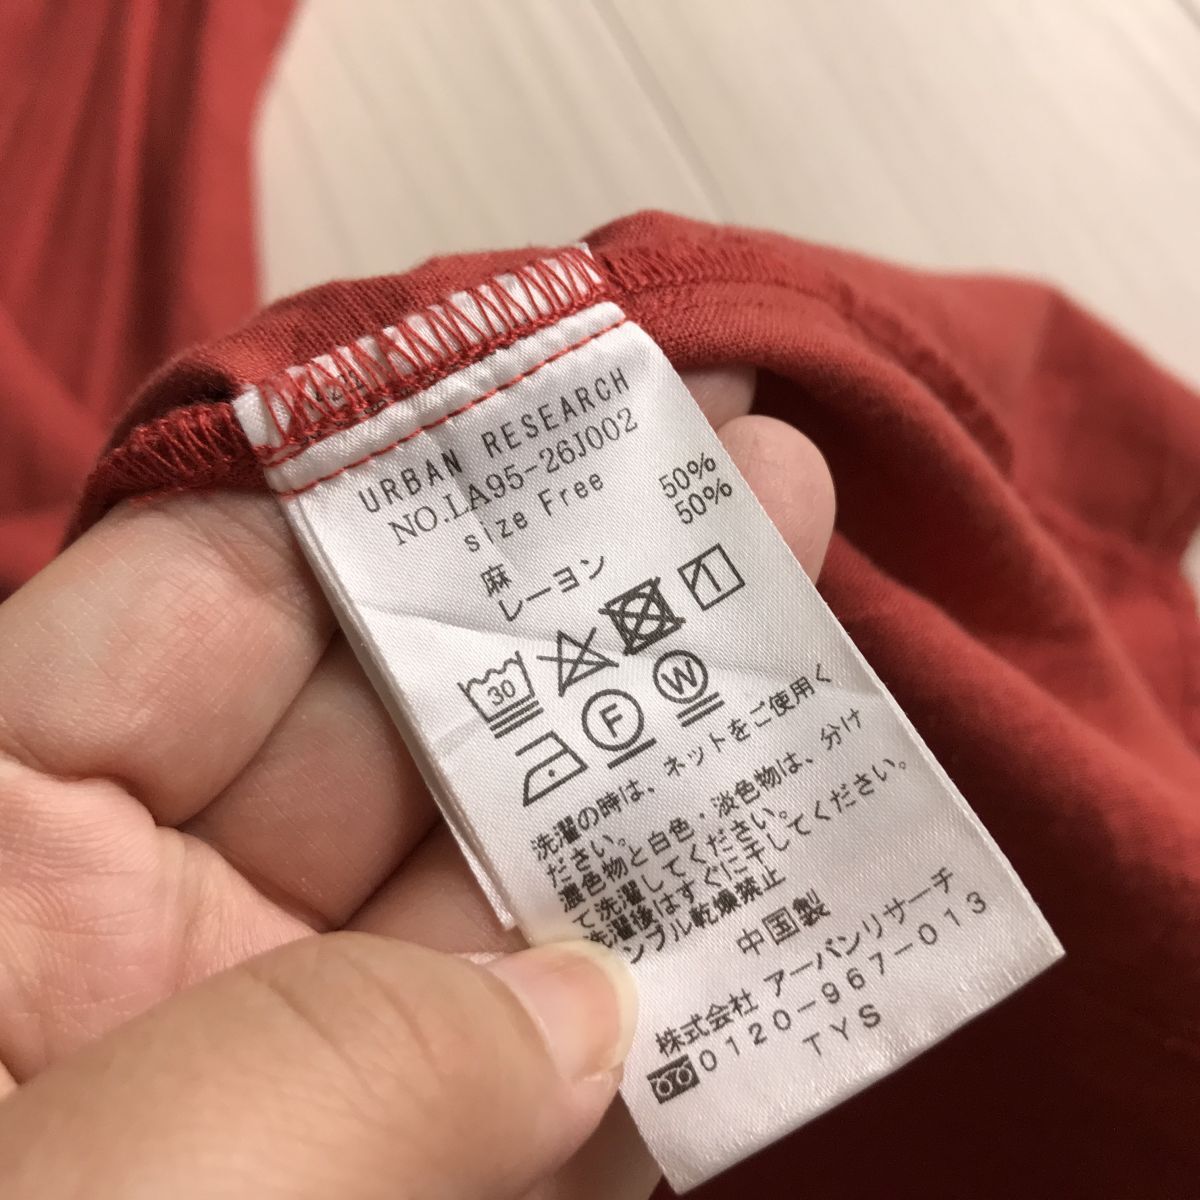 URBAN RESEARCH
NO.LA95-26J002
size Free
麻 50%
レーヨン 50%
30
F
W
洗濯の時は、ネットをご使用く
ださい。
濃色物と白色・淡色物は、分け
て洗濯してください。
洗濯後はすぐに干してください。
ンブル乾燥禁止
中国製
株式会社 アーバンリサーチ
0120-967-013
TYS